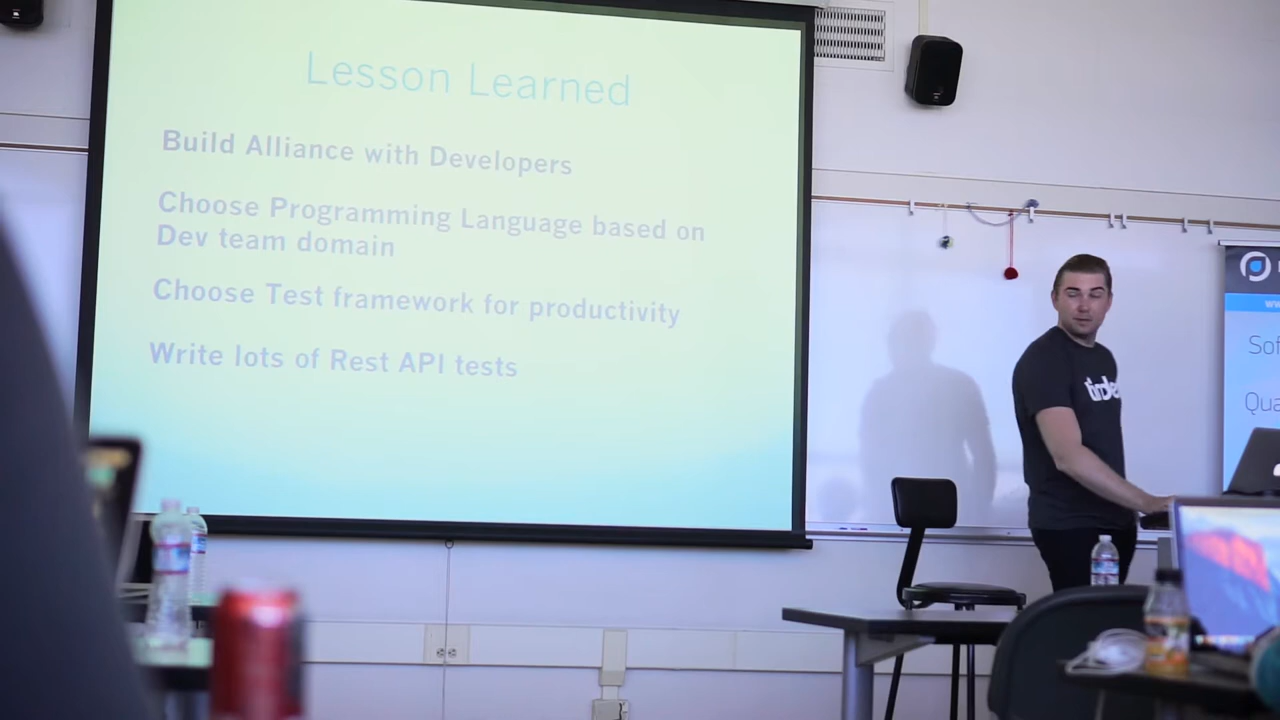 Lesson Learned
Build Alliance with Developers
Choose Programming Language based on
Dev team domain
Choose Test framework for productivity
Write lots of Rest API tests